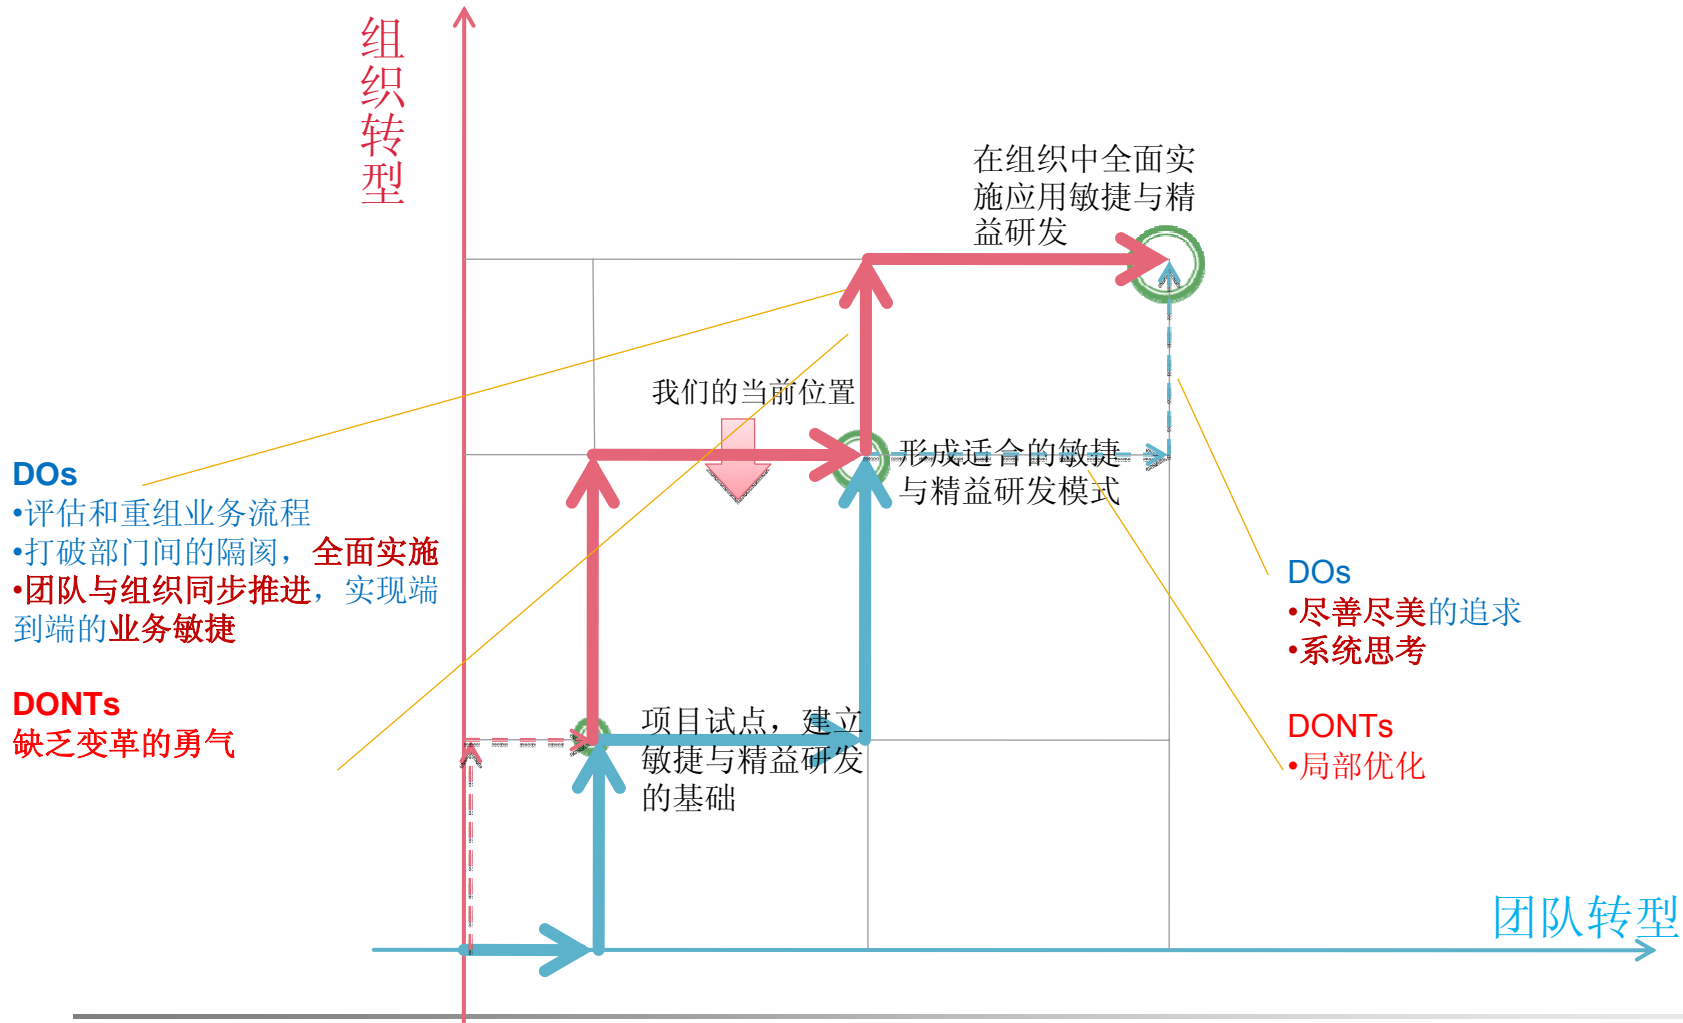 组
织
转
型
在组织中全面实
施应用敏捷与精
益研发
我们的当前位置
形成适合的敏捷
与精益研发模式
DOs
•评估和重组业务流程
•打破部门间的隔阂，全面实施
•团队与组织同步推进，实现端
到端的业务敏捷
DONTs
缺乏变革的勇气
项目试点，建立
敏捷与精益研发
的基础
DOs
•尽善尽美的追求
•系统思考
DONTs
•局部优化
团队转型